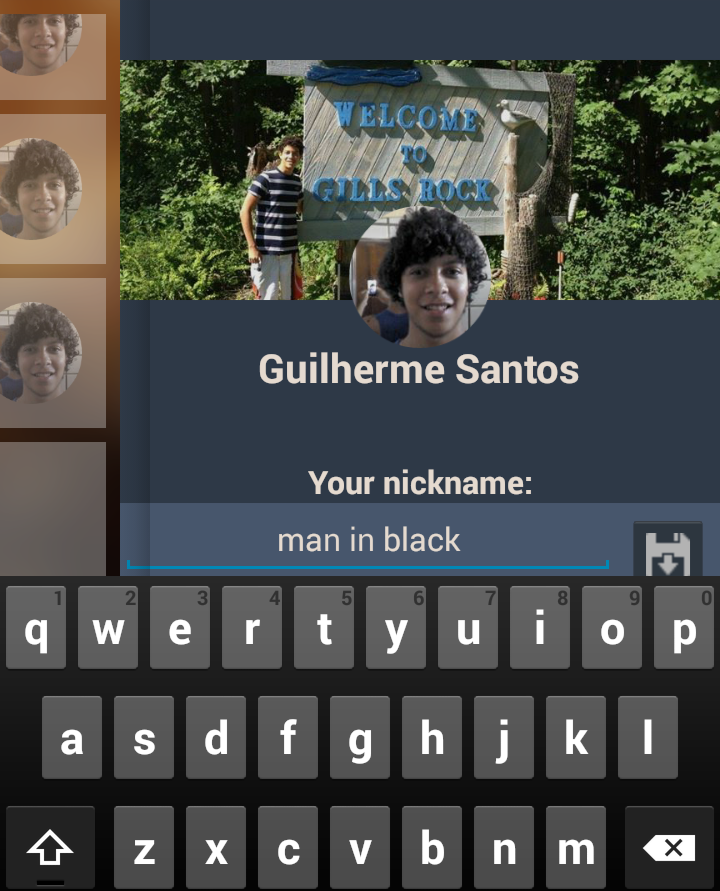 WELCOME
TO
GILLS ROCK
Guilherme Santos
Your nickname:
man in black
1 2 3 4 5 6 7 8 9 0
q w e r t y u i o p
a s d f g h j k l
z x c v b n m